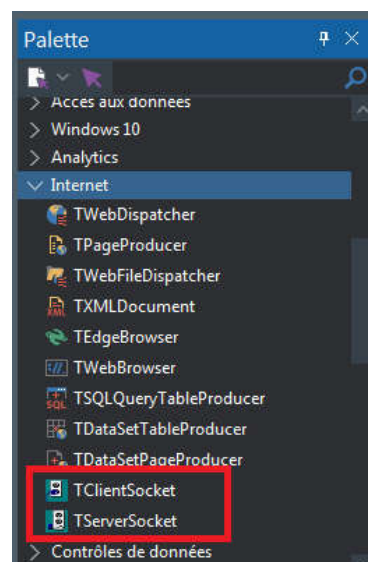 Palette
Accès aux données
Windows 10
Analytics
Internet
TWebDispatcher
TPageProducer
TWebFileDispatcher
TXMLDocument
TEdgeBrowser
TWebBrowser
TSQLQueryTableProducer
TDataSetTableProducer
TDataSetPageProducer
TClientSocket
TServerSocket
Contrôles de données